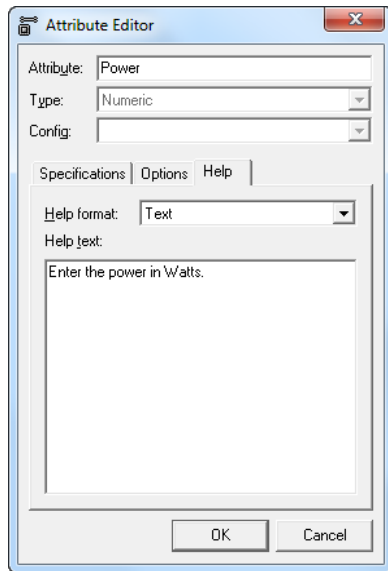 Attribute Editor
Attribute: Power
Type: Numeric
Config:
Specifications Options Help
Help format: Text
Help text:
Enter the power in Watts.
OK Cancel